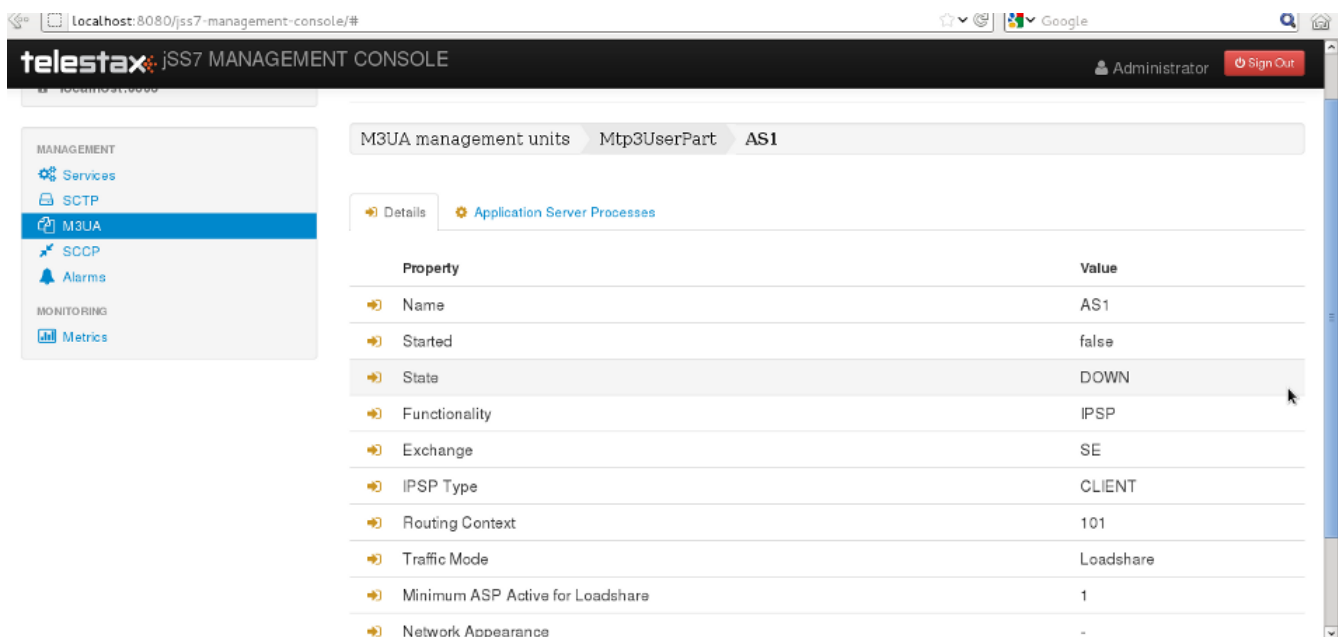 localhost:8080/jss7-management-console/#
Google
telestax jSS7 MANAGEMENT CONSOLE
Administrator
Sign Out
M3UA management units Mtp3UserPart AS1
MANAGEMENT
Services
SCTP
M3UA
SCCP
Alarms
MONITORING
Metrics
Details Application Server Processes
Property Value
Name AS1
Started false
State DOWN
Functionality IPSP
Exchange SE
IPSP Type CLIENT
Routing Context 101
Traffic Mode Loadshare
Minimum ASP Active for Loadshare 1
Network Appearance -